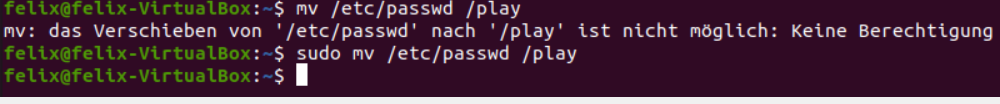 felix@felix-VirtualBox:~$ mv /etc/passwd /play
mv: das Verschieben von '/etc/passwd' nach '/play' ist nicht möglich: Keine Berechtigung
felix@felix-VirtualBox:~$ sudo mv /etc/passwd /play
felix@felix-VirtualBox:~$